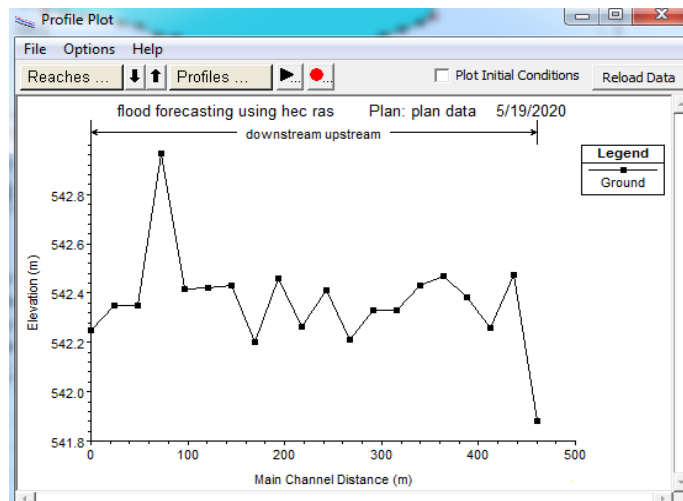 Profile Plot
File Options Help
Reaches ... Profiles ... ... ... Plot Initial Conditions Reload Data
flood forecasting using hec ras Plan: plan data 5/19/2020
downstream upstream
Legend
Ground
542.8
542.6
542.4
542.2
542.0
541.8
Elevation (m)
0 100 200 300 400 500
Main Channel Distance (m)